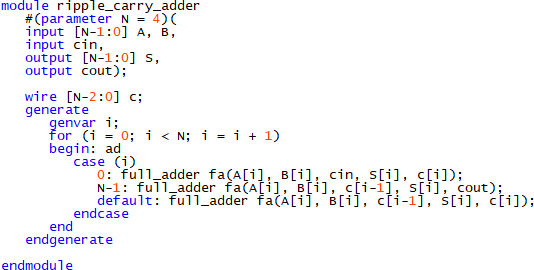 module ripple_carry_adder
   #(parameter N = 4)(
   input [N-1:0] A, B,
   input cin,
   output [N-1:0] S,
   output cout);

   wire [N-2:0] c;
   generate
      genvar i;
      for (i = 0; i < N; i = i + 1)
      begin: ad
         case (i)
            0: full_adder fa(A[i], B[i], cin, S[i], c[i]);
            N-1: full_adder fa(A[i], B[i], c[i-1], S[i], cout);
            default: full_adder fa(A[i], B[i], c[i-1], S[i], c[i]);
         endcase
      end
   endgenerate

endmodule